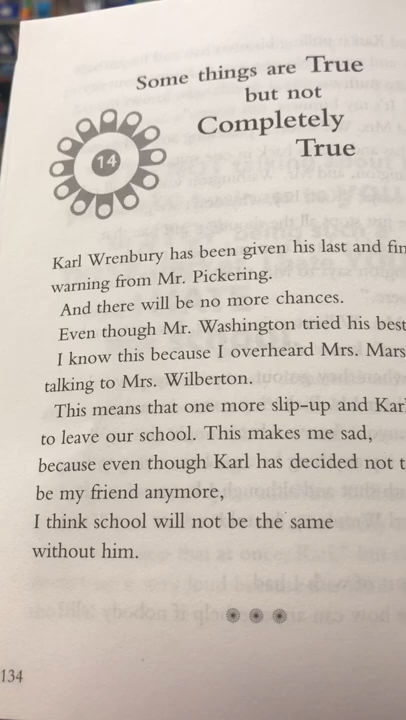 Some things are True
but not
Completely
True
14
Karl Wrenbury has been given his last and
warning from Mr. Pickering.
And there will be no more chances.
Even though Mr. Washington tried his best
I know this because I overheard Mrs.
talking to Mrs. Wilberton.
This means that one more slip-up and
to leave our school. This makes me sad,
because even though Karl has decided not
be my friend anymore,
I think school will not be the same
without him.
134